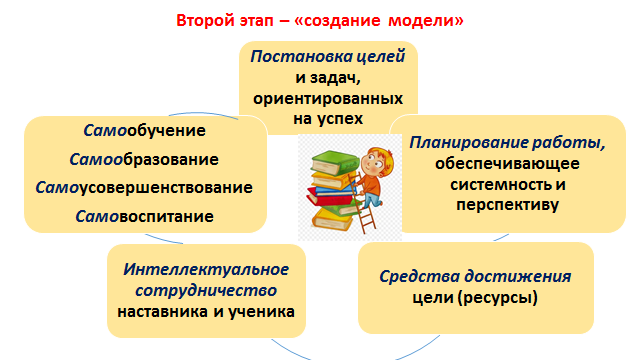 Второй этап – «создание модели»
Постановка целей
и задач,
ориентированных
на успех
Планирование работы,
обеспечивающее
системность и
перспективу
Средства достижения
цели (ресурсы)
Интеллектуальное
сотрудничество
наставника и ученика
Самообучение
Самообразование
Самоусовершенствование
Самовоспитание